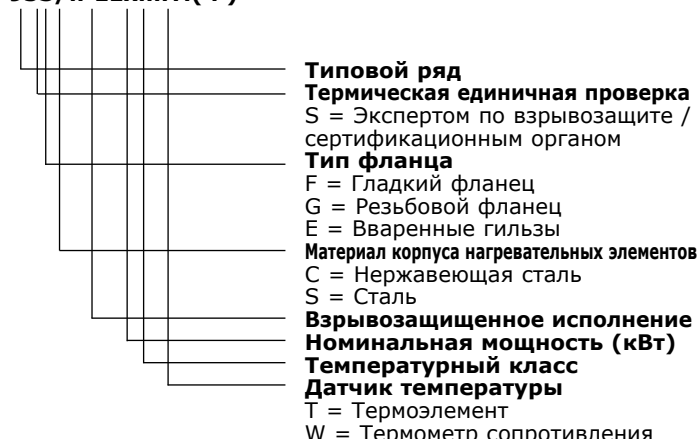 Типовой ряд
Термическая единичная проверка
S = Экспертом по взрывозащите /
сертификационным органом
Тип фланца
F = Гладкий фланец
G = Резьбовой фланец
E = Вваренные гильзы
Материал корпуса нагревательных элементов
C = Нержавеющая сталь
S = Сталь
Взрывозащищенное исполнение
Номинальная мощность (кВт)
Температурный класс
Датчик температуры
T = Термоэлемент
W = Термометр сопротивления